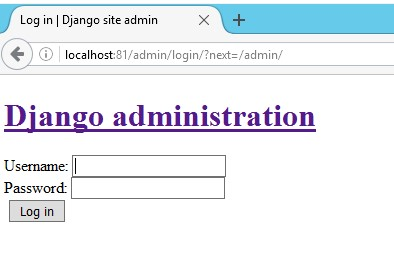 Log in | Django site admin
localhost:81/admin/login/?next=/admin/
Django administration
Username:
Password:
Log in